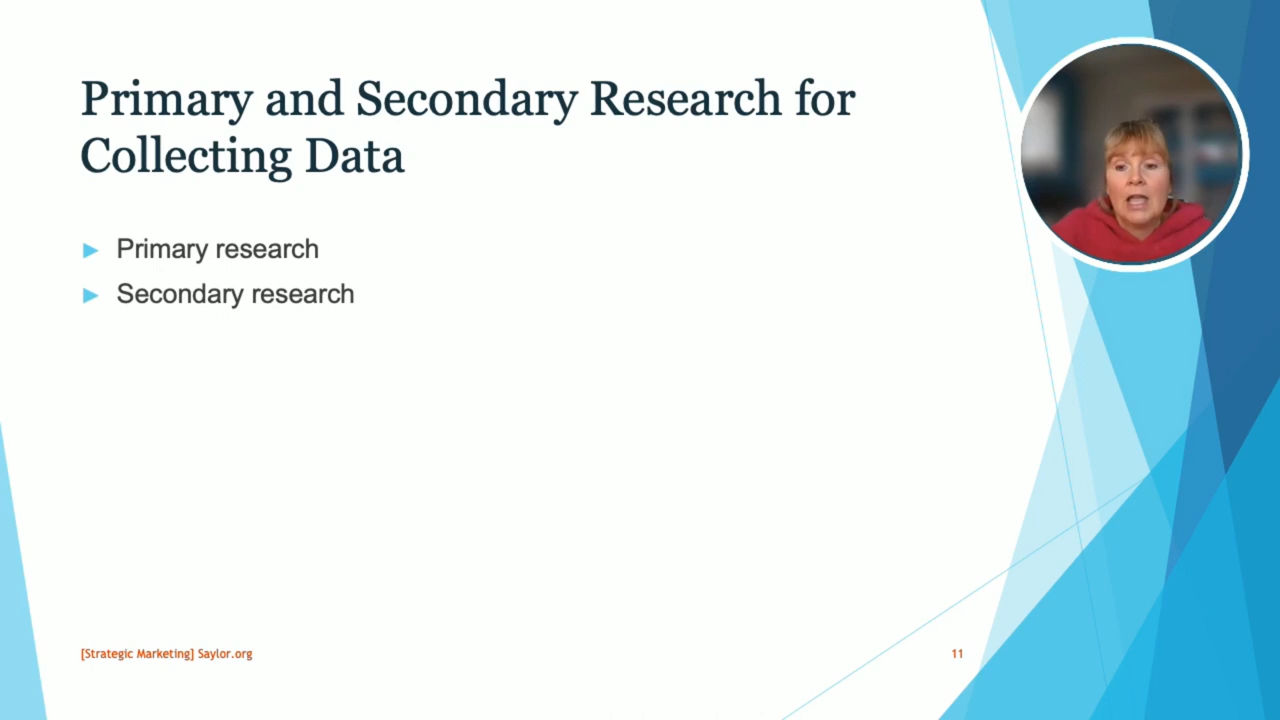 Primary and Secondary Research for
Collecting Data
Primary research
Secondary research
[Strategic Marketing] Saylor.org
11